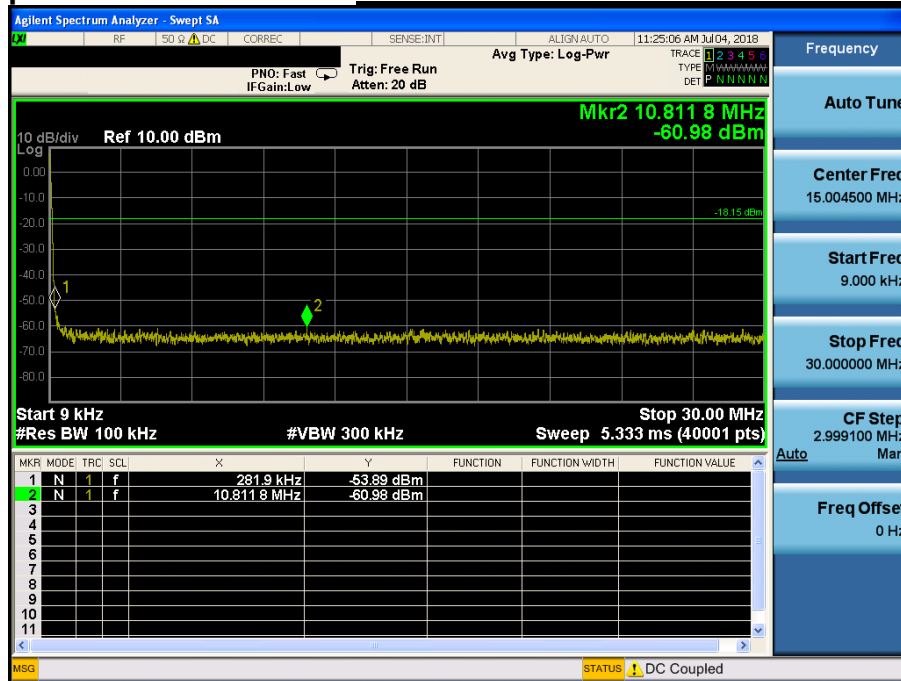 Agilent Spectrum Analyzer - Swept SA
LXI RF 50 Ω DC CORREC SENSE:INT ALIGN AUTO 11:25:06 AM Jul 04, 2018
PNO: Fast Trig: Free Run Avg Type: Log-Pwr TRACE 1 2 3 4 5 6
IFGain:Low Atten: 20 dB TYPE M W W W W W
DET P N N N N N
Mkr2 10.811 8 MHz
-60.98 dBm
10 dB/div Ref 10.00 dBm
Log
0.00
-10.0
-18.15 dBm
-20.0
-30.0
-40.0
1
-50.0
2
-60.0
-70.0
-80.0
Start 9 kHz Stop 30.00 MHz
#Res BW 100 kHz #VBW 300 kHz Sweep 5.333 ms (40001 pts)
MKR MODE TRC SCL X Y FUNCTION FUNCTION WIDTH FUNCTION VALUE
1 N 1 f 281.9 kHz -53.89 dBm
2 N 1 f 10.811 8 MHz -60.98 dBm
3
4
5
6
7
8
9
10
11
MSG STATUS DC Coupled
Frequency
Auto Tune
Center Freq
15.004500 MHz
Start Freq
9.000 kHz
Stop Freq
30.000000 MHz
CF Step
2.999100 MHz
Auto Man
Freq Offset
0 Hz